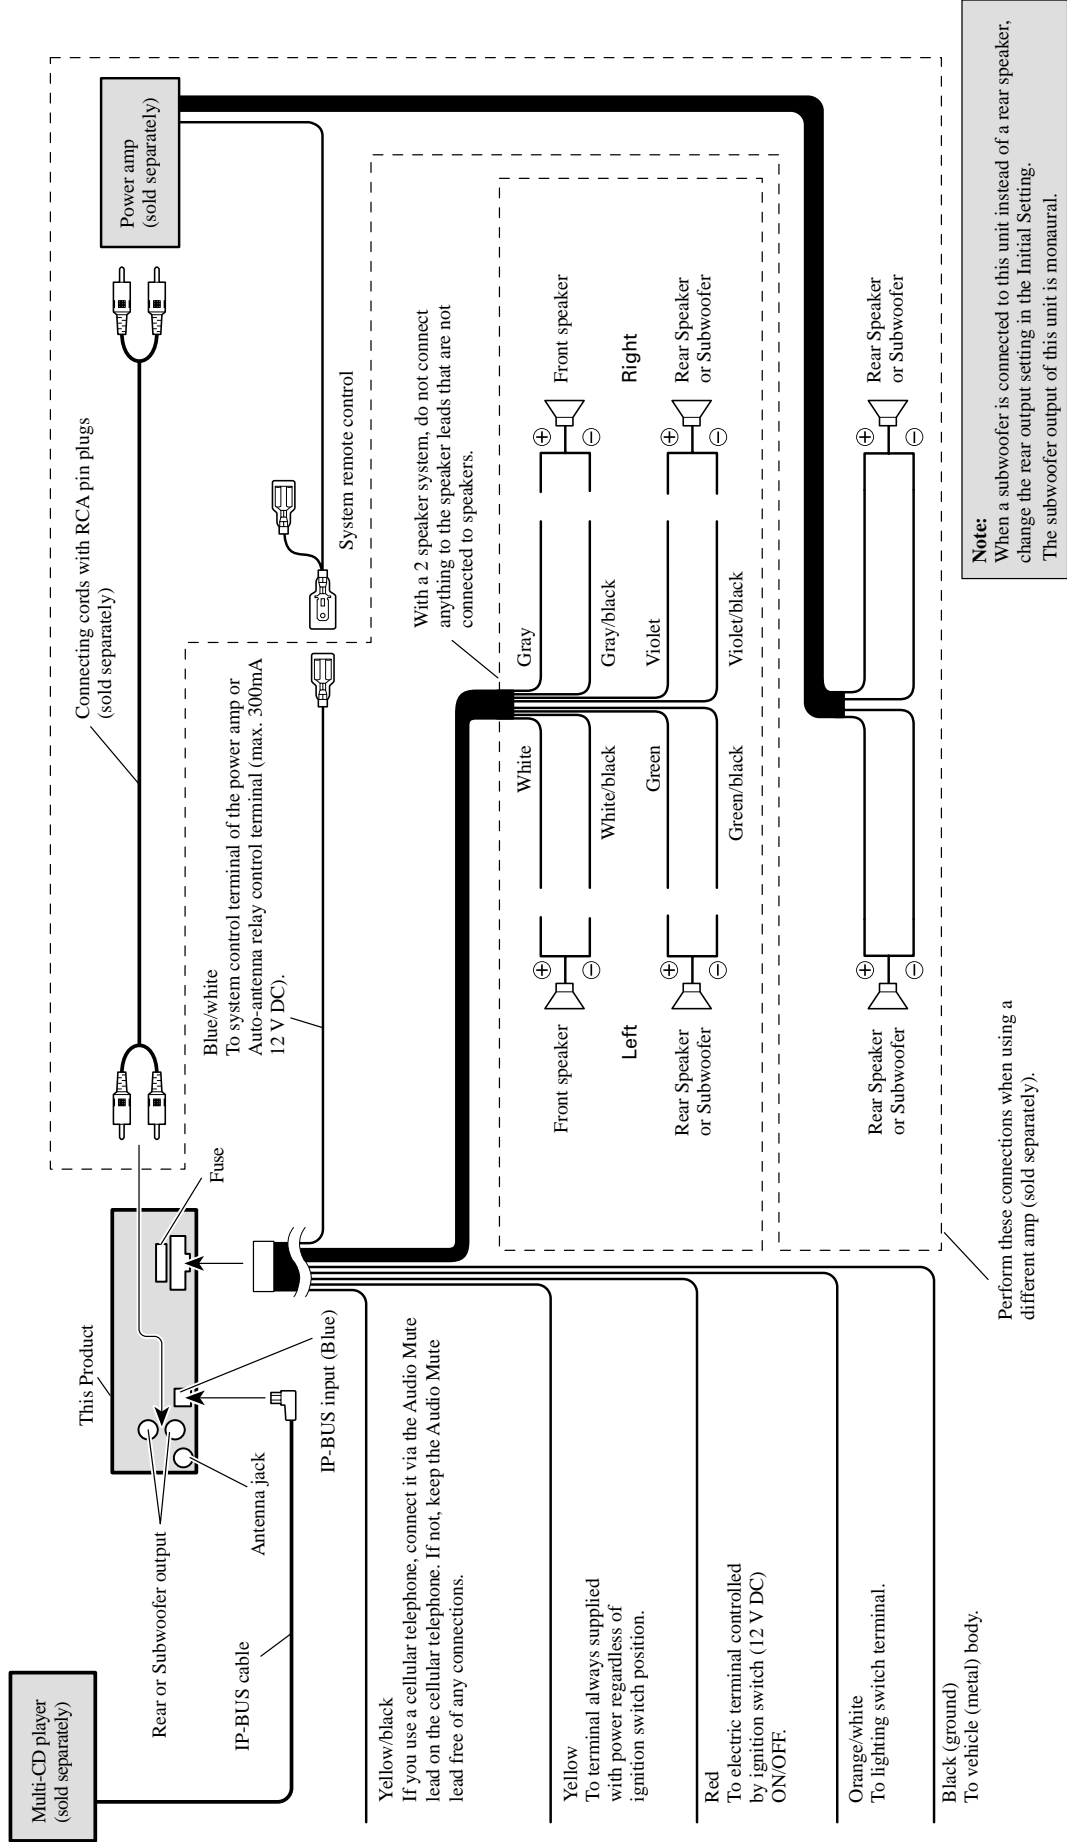 Multi-CD player
(sold separately)
This Product
Rear or Subwoofer output
Antenna jack
IP-BUS cable
IP-BUS input (Blue)
Fuse
Connecting cords with RCA pin plugs
(sold separately)
Power amp
(sold separately)
Blue/white
To system control terminal of the power amp or
Auto-antenna relay control terminal (max. 300mA
12 V DC).
System remote control
Yellow/black
If you use a cellular telephone, connect it via the Audio Mute
lead on the cellular telephone. If not, keep the Audio Mute
lead free of any connections.
With a 2 speaker system, do not connect
anything to the speaker leads that are not
connected to speakers.
Yellow
To terminal always supplied
with power regardless of
ignition switch position.
Red
To electric terminal controlled
by ignition switch (12 V DC)
ON/OFF.
Orange/white
To lighting switch terminal.
Black (ground)
To vehicle (metal) body.
Front speaker
+
−
White
White/black
Gray
Gray/black
+
−
Front speaker
Left
Right
Rear Speaker
or Subwoofer
+
−
Green
Green/black
Violet
Violet/black
+
−
Rear Speaker
or Subwoofer
Rear Speaker
or Subwoofer
+
−
+
−
Rear Speaker
or Subwoofer
Perform these connections when using a
different amp (sold separately).
Note:
When a subwoofer is connected to this unit instead of a rear speaker,
change the rear output setting in the Initial Setting.
The subwoofer output of this unit is monaural.